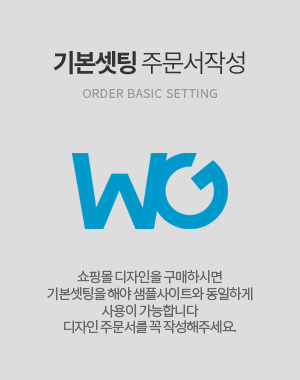 기본셋팅 주문서작성
ORDER BASIC SETTING
WG
쇼핑몰 디자인을 구매하시면
기본셋팅을 해야 샘플사이트와 동일하게
사용이 가능합니다
디자인 주문서를 꼭 작성해주세요.